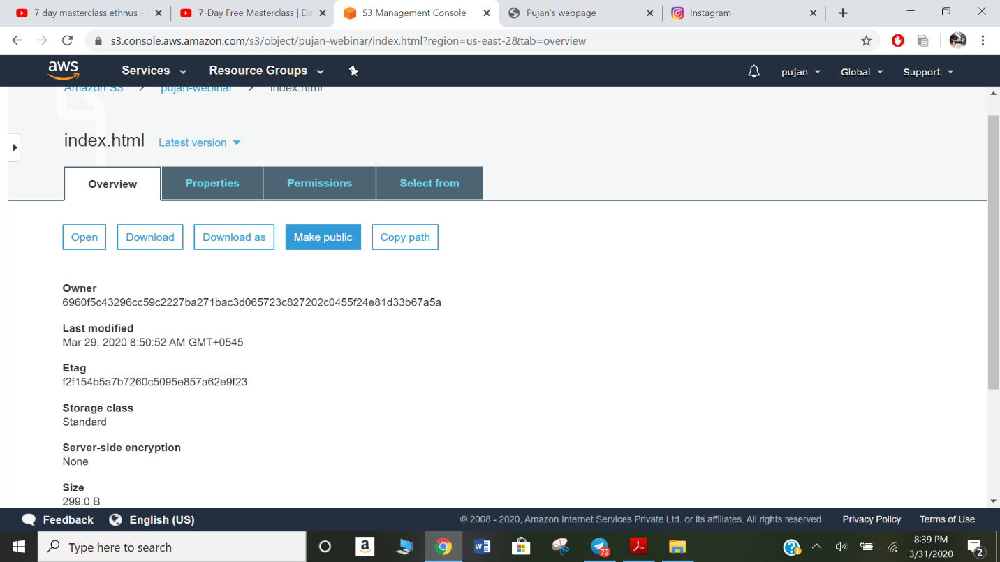 7 day masterclass ethnus -
7-Day Free Masterclass | Da
S3 Management Console
Pujan's webpage
Instagram
s3.console.aws.amazon.com/s3/object/pujan-webinar/index.html?region=us-east-2&tab=overview
aws
Services
Resource Groups
pujan
Global
Support
Amazon S3 > pujan-webinar > index.html
index.html
Latest version
Overview
Properties
Permissions
Select from
Open
Download
Download as
Make public
Copy path
Owner
6960f5c43296cc59c2227ba271bac3d065723c827202c0455f24e81d33b67a5a
Last modified
Mar 29, 2020 8:50:52 AM GMT+0545
Etag
f2f154b5a7b7260c5095e857a62e9f23
Storage class
Standard
Server-side encryption
None
Size
299.0 B
Feedback
English (US)
© 2008 - 2020, Amazon Internet Services Private Ltd. or its affiliates. All rights reserved.
Privacy Policy
Terms of Use
Type here to search
a
72
8:39 PM
3/31/2020
2